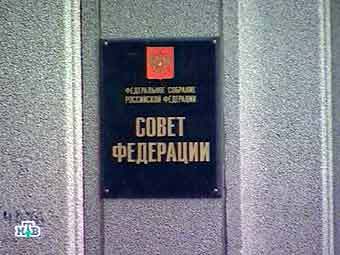 ФЕДЕРАЛЬНОЕ СОБРАНИЕ
РОССИЙСКОЙ ФЕДЕРАЦИИ
СОВЕТ
ФЕДЕРАЦИИ
НТВ